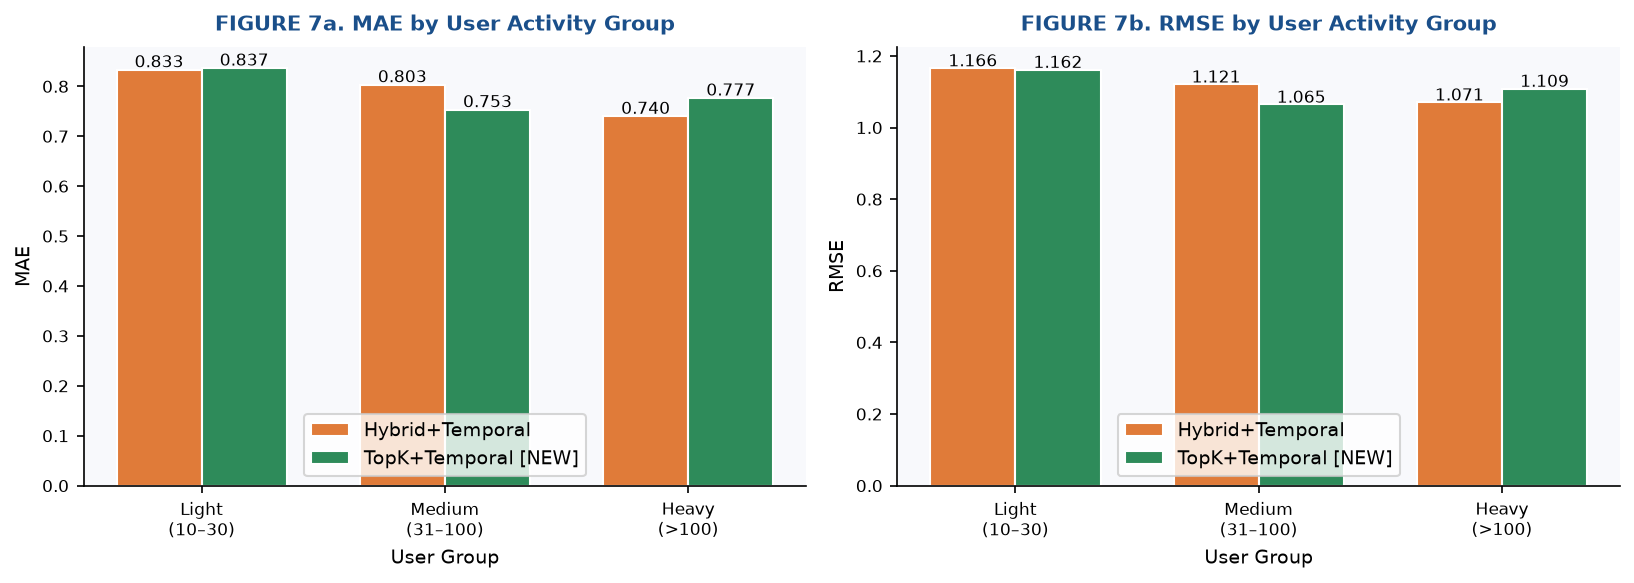 FIGURE 7a. MAE by User Activity Group
0.833
0.837
0.803
0.753
0.740
0.777
0.8
0.7
0.6
0.5
0.4
0.3
0.2
0.1
0.0
MAE
Hybrid+Temporal
TopK+Temporal [NEW]
Light
(10–30)
Medium
(31–100)
Heavy
(>100)
User Group
FIGURE 7b. RMSE by User Activity Group
1.166
1.162
1.121
1.065
1.071
1.109
1.2
1.0
0.8
0.6
0.4
0.2
0.0
RMSE
Hybrid+Temporal
TopK+Temporal [NEW]
Light
(10–30)
Medium
(31–100)
Heavy
(>100)
User Group